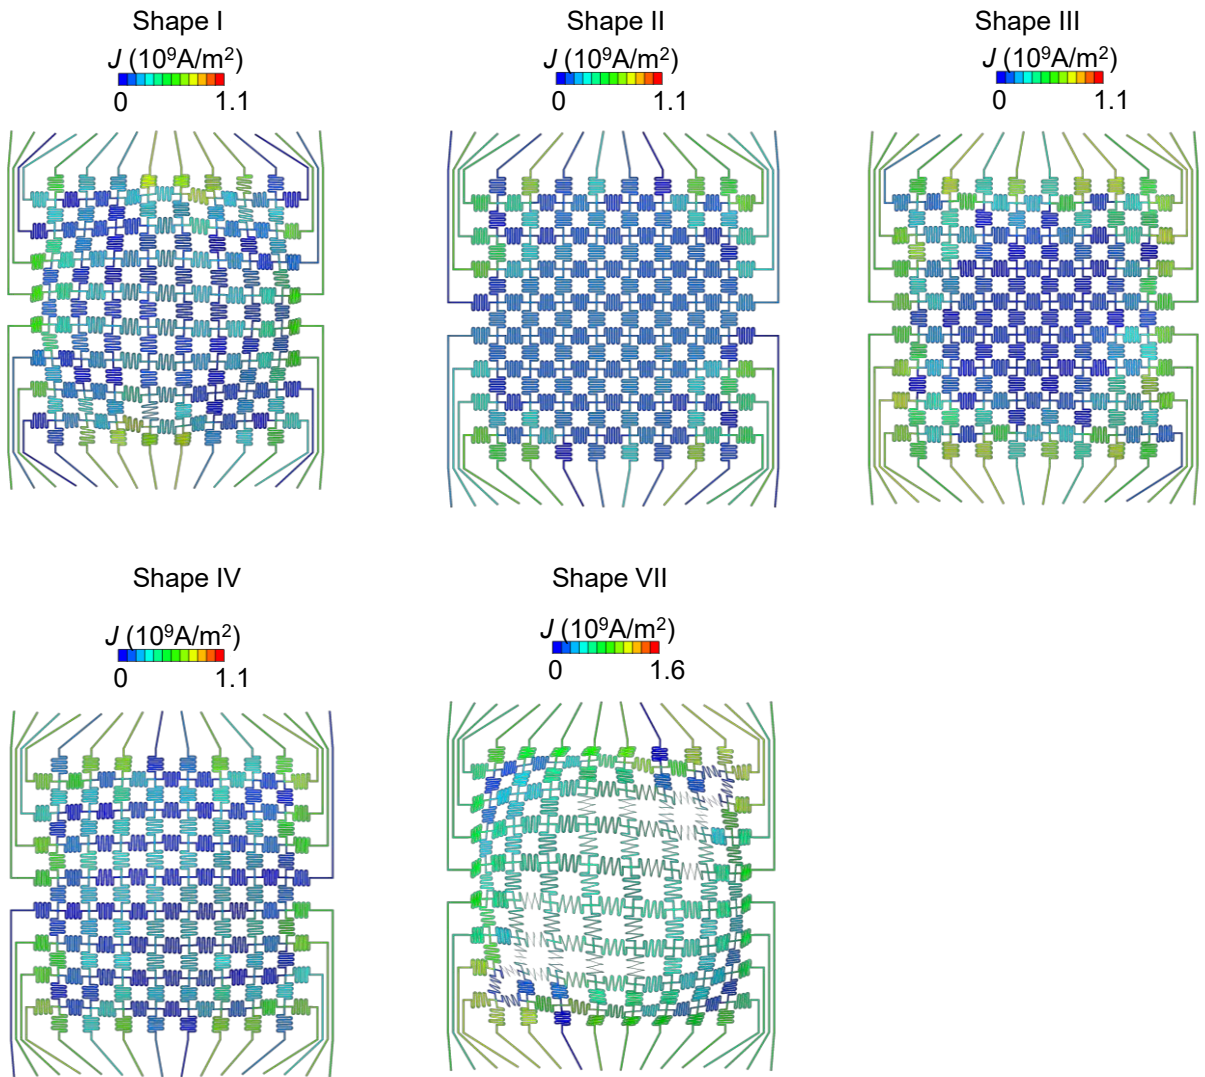 Shape I
J (10⁹A/m²)
0 1.1
Shape II
J (10⁹A/m²)
0 1.1
Shape III
J (10⁹A/m²)
0 1.1
Shape IV
J (10⁹A/m²)
0 1.1
Shape VII
J (10⁹A/m²)
0 1.6